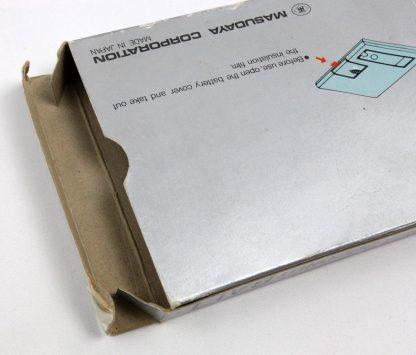 • Before use, open the battery cover and take out
the insulation film.
MASUDAYA CORPORATION
MADE IN JAPAN